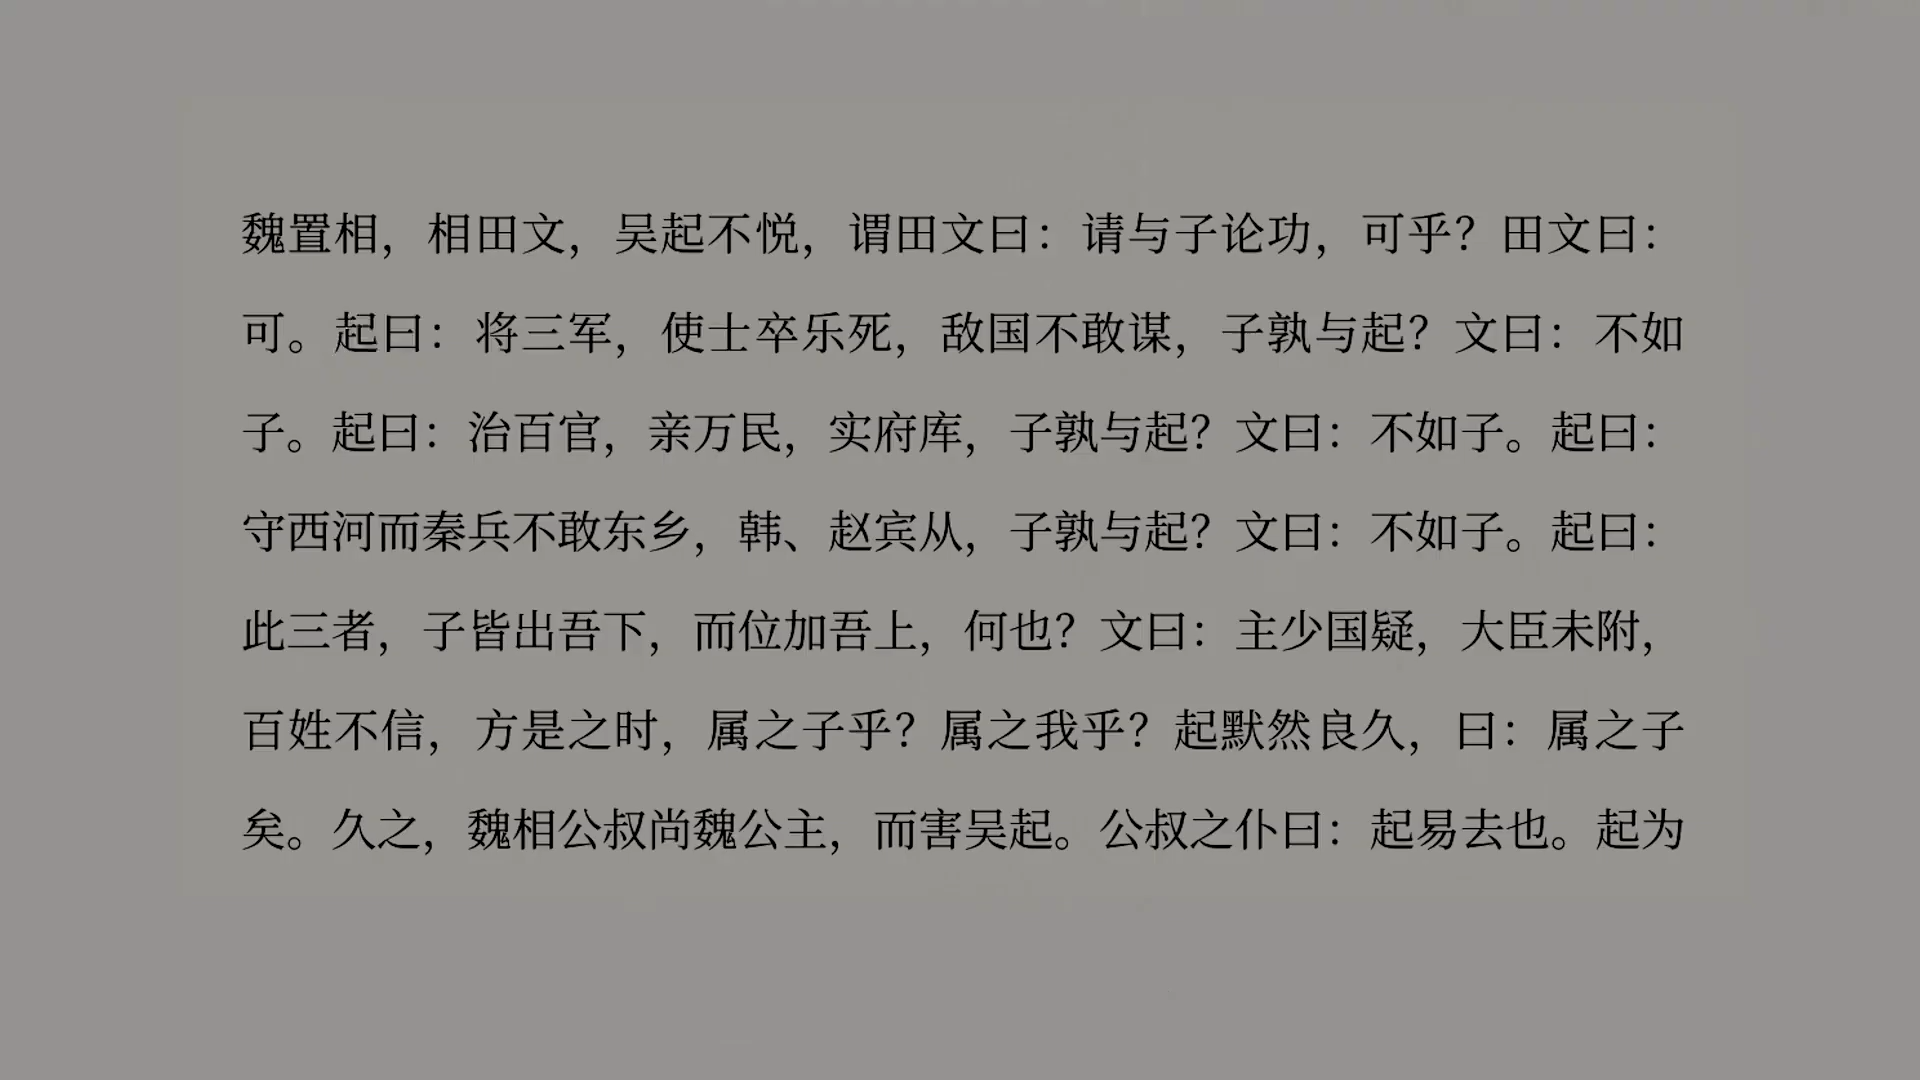 魏置相，相田文，吴起不悦，谓田文曰：请与子论功，可乎？田文曰：
可。起曰：将三军，使士卒乐死，敌国不敢谋，子孰与起？文曰：不如
子。起曰：治百官，亲万民，实府库，子孰与起？文曰：不如子。起曰：
守西河而秦兵不敢东乡，韩、赵宾从，子孰与起？文曰：不如子。起曰：
此三者，子皆出吾下，而位加吾上，何也？文曰：主少国疑，大臣未附，
百姓不信，方是之时，属之子乎？属之我乎？起默然良久，曰：属之子
矣。久之，魏相公叔尚魏公主，而害吴起。公叔之仆曰：起易去也。起为